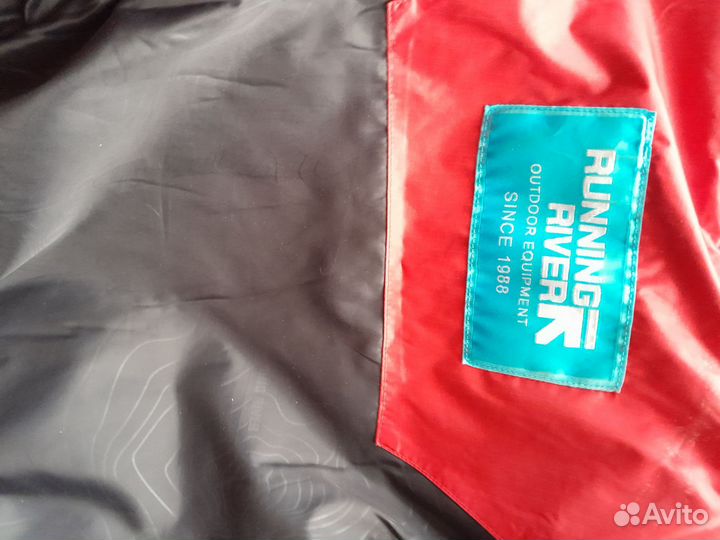 RUNNING
RIVER
OUTDOOR EQUIPMENT
SINCE 1988
Avito